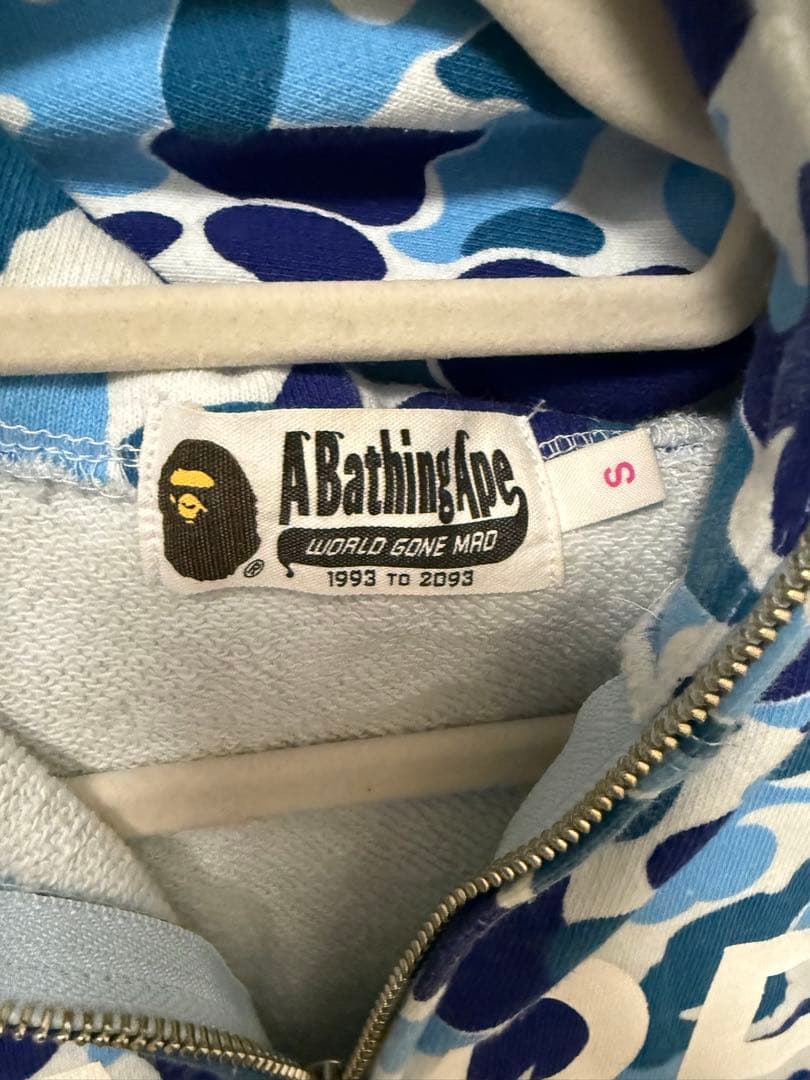 A Bathing Ape
®
WORLD GONE MAD
1993 TO 2093
S